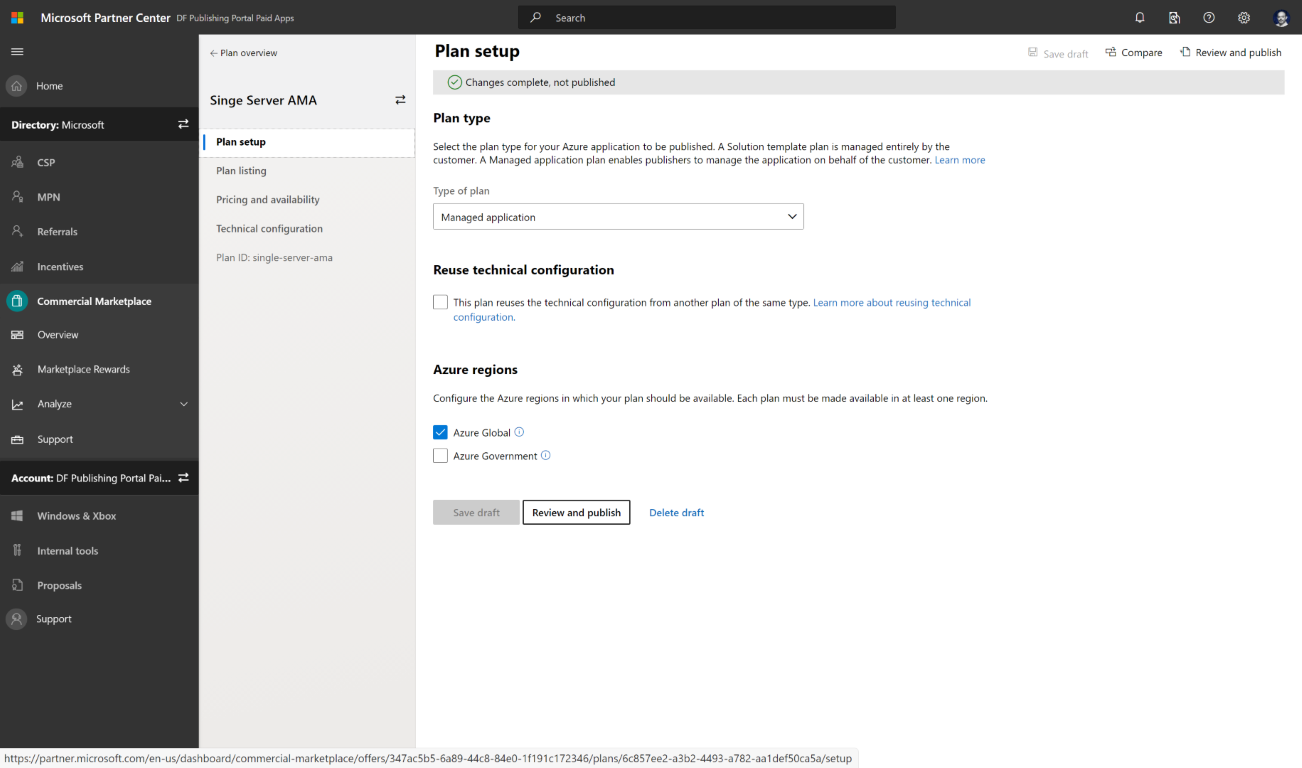 Microsoft Partner Center DF Publishing Portal Paid Apps
Search
Home
Directory: Microsoft
CSP
MPN
Referrals
Incentives
Commercial Marketplace
Overview
Marketplace Rewards
Analyze
Support
Account: DF Publishing Portal Pai...
Windows & Xbox
Internal tools
Proposals
Support
Plan overview
Singe Server AMA
Plan setup
Plan listing
Pricing and availability
Technical configuration
Plan ID: single-server-ama
Plan setup
Save draft Compare Review and publish
Changes complete, not published
Plan type
Select the plan type for your Azure application to be published. A Solution template plan is managed entirely by the
customer. A Managed application plan enables publishers to manage the application on behalf of the customer. Learn more
Type of plan
Managed application
Reuse technical configuration
This plan reuses the technical configuration from another plan of the same type. Learn more about reusing technical
configuration.
Azure regions
Configure the Azure regions in which your plan should be available. Each plan must be made available in at least one region.
Azure Global
Azure Government
Save draft Review and publish Delete draft
https://partner.microsoft.com/en-us/dashboard/commercial-marketplace/offers/347ac5b5-6a89-44c8-84e0-1f191c172346/plans/6c857ee2-a3b2-4493-a782-aa1def50ca5a/setup